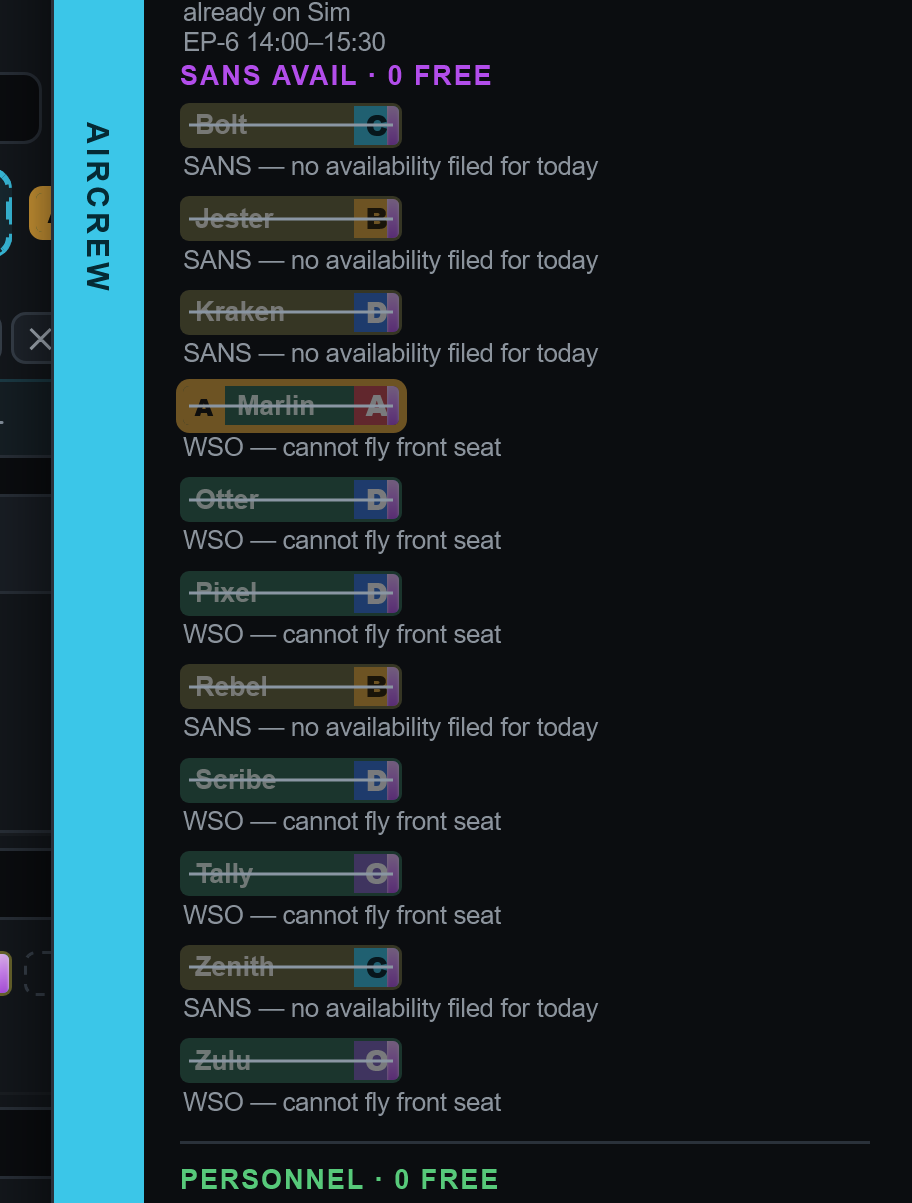 already on Sim
EP-6 14:00–15:30
SANS AVAIL · 0 FREE
AIRCREW
Bolt C
SANS — no availability filed for today
Jester B
SANS — no availability filed for today
Kraken D
SANS — no availability filed for today
A Marlin A
WSO — cannot fly front seat
Otter D
WSO — cannot fly front seat
Pixel D
WSO — cannot fly front seat
Rebel B
SANS — no availability filed for today
Scribe D
WSO — cannot fly front seat
Tally O
WSO — cannot fly front seat
Zenith C
SANS — no availability filed for today
Zulu O
WSO — cannot fly front seat
PERSONNEL · 0 FREE